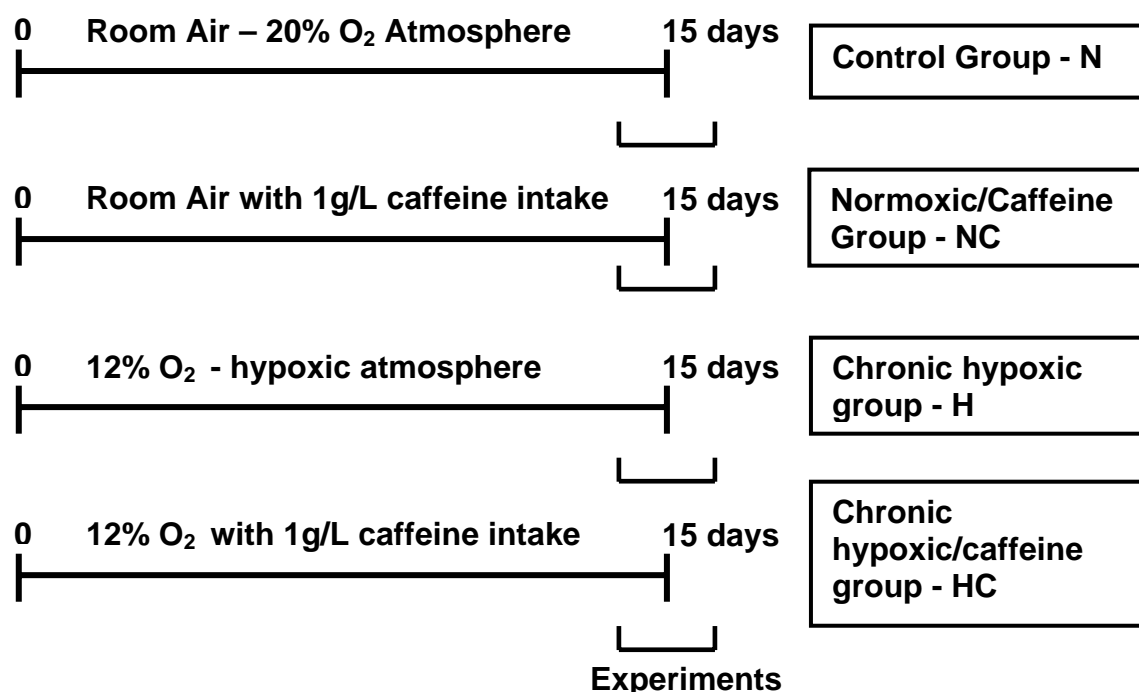 0 Room Air – 20% O₂ Atmosphere 15 days
Control Group - N
0 Room Air with 1g/L caffeine intake 15 days
Normoxic/Caffeine
Group - NC
0 12% O₂ - hypoxic atmosphere 15 days
Chronic hypoxic
group - H
0 12% O₂ with 1g/L caffeine intake 15 days
Chronic
hypoxic/caffeine
group - HC
Experiments